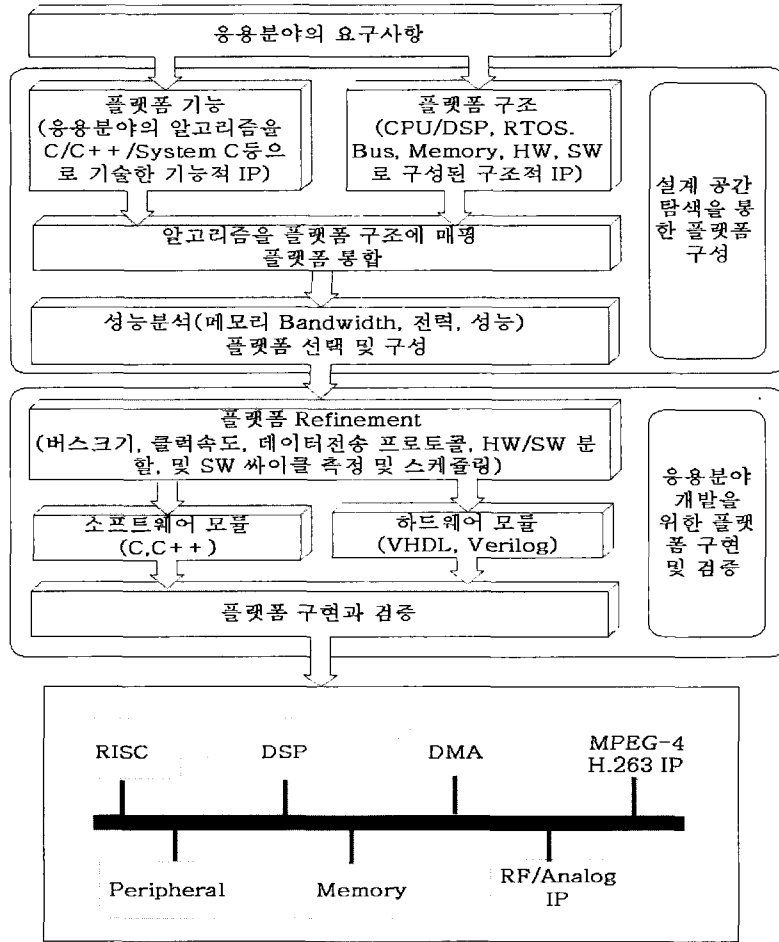 응용분야의 요구사항
플랫폼 기능
(응용분야의 알고리즘을
C/C++/System C등으
로 기술한 기능적 IP)
플랫폼 구조
(CPU/DSP, RTOS.
Bus, Memory, HW, SW
로 구성된 구조적 IP)
알고리즘을 플랫폼 구조에 매핑
플랫폼 통합
성능분석(메모리 Bandwidth, 전력, 성능)
플랫폼 선택 및 구성
설계 공간
탐색을 통
한 플랫폼
구성
플랫폼 Refinement
(버스크기, 클럭속도, 데이터전송 프로토콜, HW/SW 분
할, 및 SW 싸이클 측정 및 스케쥴링)
소프트웨어 모듈
(C,C++)
하드웨어 모듈
(VHDL, Verilog)
플랫폼 구현과 검증
응용분야
개발을
위한 플랫
폼 구현
및 검증
RISC
DSP
DMA
MPEG-4
H.263 IP
Peripheral
Memory
RF/Analog
IP